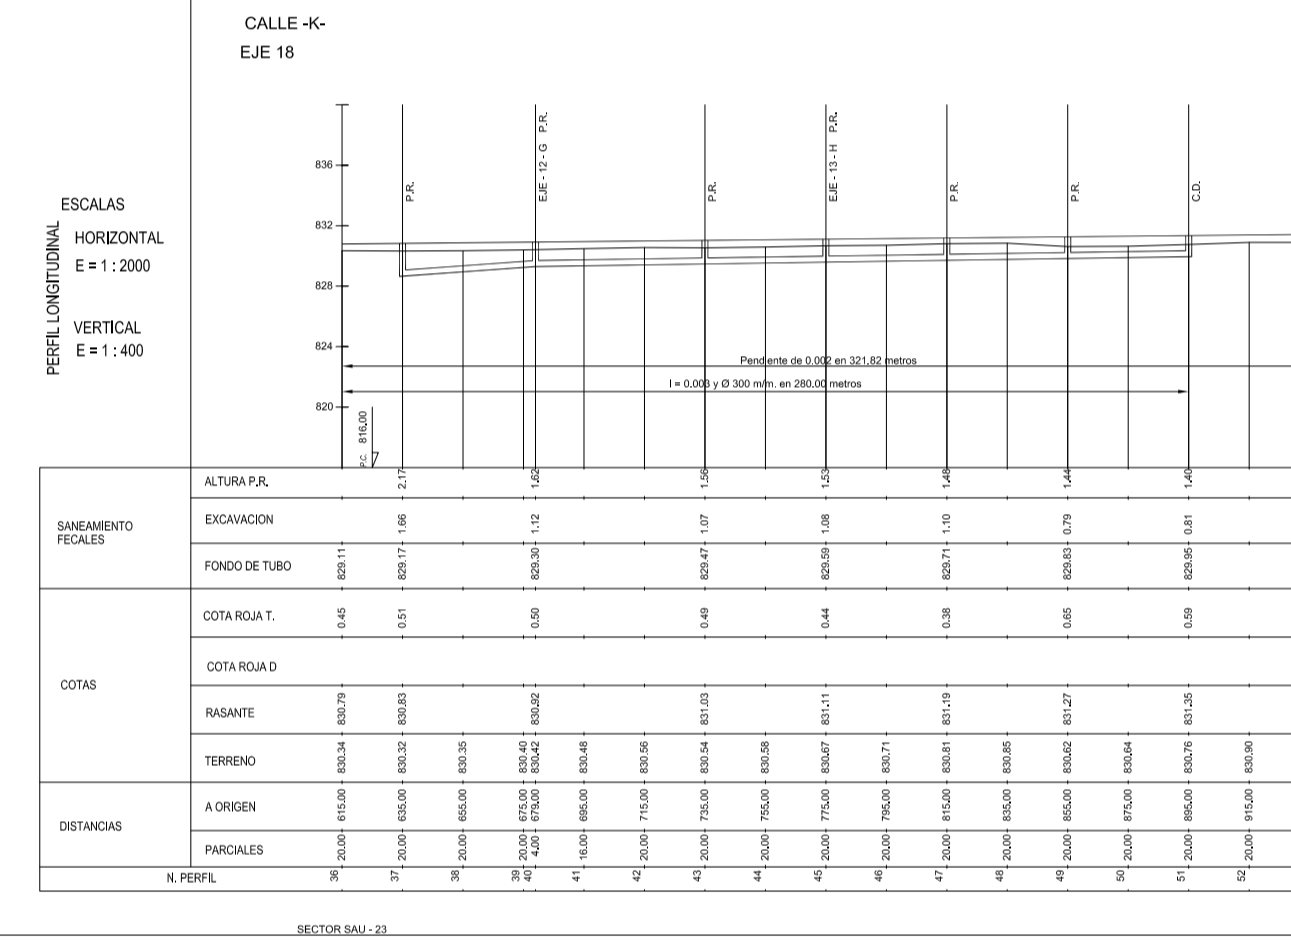 CALLE -K-
EJE 18
PERFIL LONGITUDINAL
ESCALAS
HORIZONTAL
E = 1 : 2000
VERTICAL
E = 1 : 400
836
832
828
824
820
P.C. 816.00
P.R.
EJE - 12 - G P.R.
P.R.
EJE - 13 - H P.R.
P.R.
P.R.
C.D.
Pendiente de 0.002 en 321.82 metros
I = 0.003 y Ø 300 m/m. en 280.00 metros
SANEAMIENTO
FECALES
ALTURA P.R. 2.17 1.62 1.56 1.53 1.48 1.44 1.40
EXCAVACION 1.66 1.12 1.07 1.08 1.10 0.79 0.81
FONDO DE TUBO 829.11 829.17 829.30 829.47 829.59 829.71 829.83 829.95
COTAS
COTA ROJA T. 0.45 0.51 0.50 0.49 0.44 0.38 0.65 0.59
COTA ROJA D
RASANTE 830.79 830.83 830.92 831.03 831.11 831.19 831.27 831.35
TERRENO 830.34 830.32 830.35 830.40 830.42 830.48 830.56 830.54 830.58 830.67 830.71 830.81 830.85 830.62 830.64 830.76 830.90
DISTANCIAS
A ORIGEN 615.00 635.00 655.00 675.00 679.00 695.00 715.00 735.00 755.00 775.00 795.00 815.00 835.00 855.00 875.00 895.00 915.00
PARCIALES 20.00 20.00 20.00 20.00 4.00 16.00 20.00 20.00 20.00 20.00 20.00 20.00 20.00 20.00 20.00 20.00 20.00
N. PERFIL 36 37 38 39 40 41 42 43 44 45 46 47 48 49 50 51 52
SECTOR SAU - 23